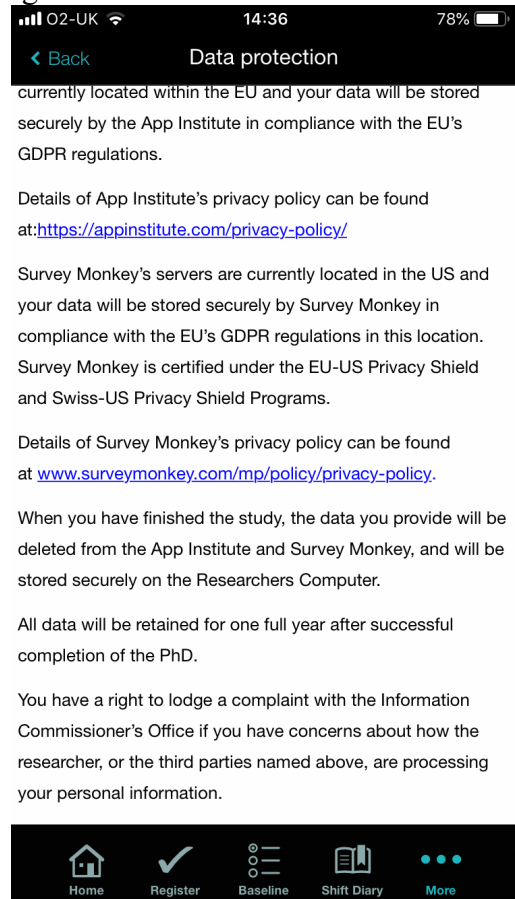 O2-UK 14:36 78%
Back Data protection
currently located within the EU and your data will be stored
securely by the App Institute in compliance with the EU's
GDPR regulations.
Details of App Institute's privacy policy can be found
at:https://appinstitute.com/privacy-policy/
Survey Monkey's servers are currently located in the US and
your data will be stored securely by Survey Monkey in
compliance with the EU's GDPR regulations in this location.
Survey Monkey is certified under the EU-US Privacy Shield
and Swiss-US Privacy Shield Programs.
Details of Survey Monkey's privacy policy can be found
at www.surveymonkey.com/mp/policy/privacy-policy.
When you have finished the study, the data you provide will be
deleted from the App Institute and Survey Monkey, and will be
stored securely on the Researchers Computer.
All data will be retained for one full year after successful
completion of the PhD.
You have a right to lodge a complaint with the Information
Commissioner's Office if you have concerns about how the
researcher, or the third parties named above, are processing
your personal information.
Home Register Baseline Shift Diary More